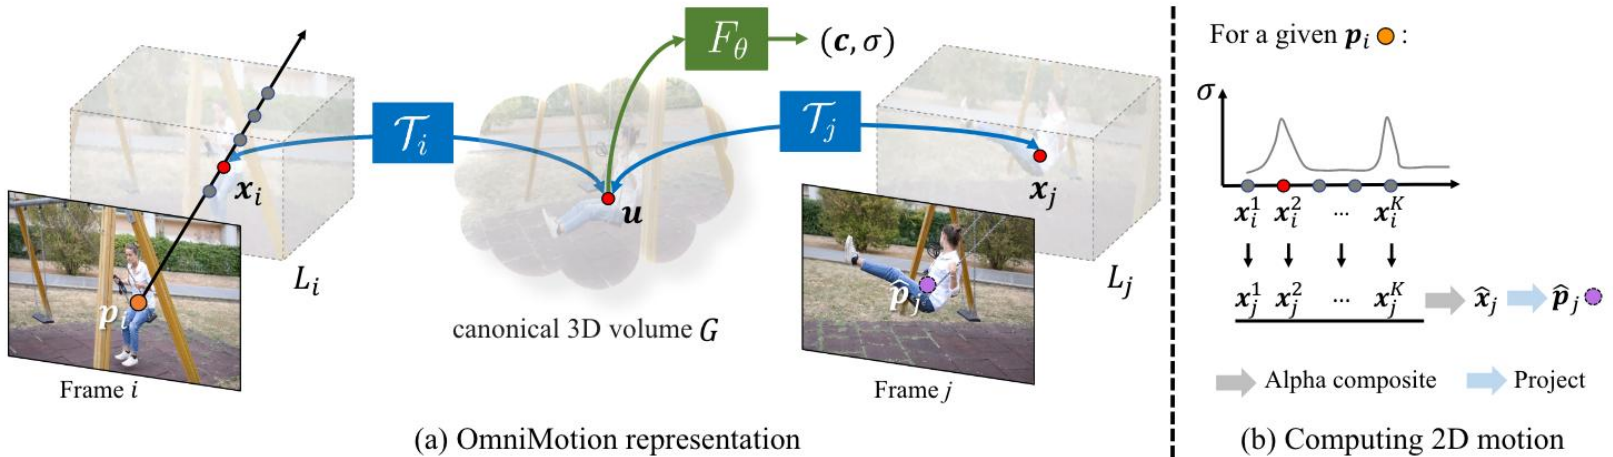 F_θ (c, σ)
T_i T_j
x_i u x_j
p_i p̂_j
L_i L_j
canonical 3D volume G
Frame i Frame j
(a) OmniMotion representation
For a given p_i :
σ
x_i^1 x_i^2 ... x_i^K
x_j^1 x_j^2 ... x_j^K x̂_j p̂_j
Alpha composite Project
(b) Computing 2D motion